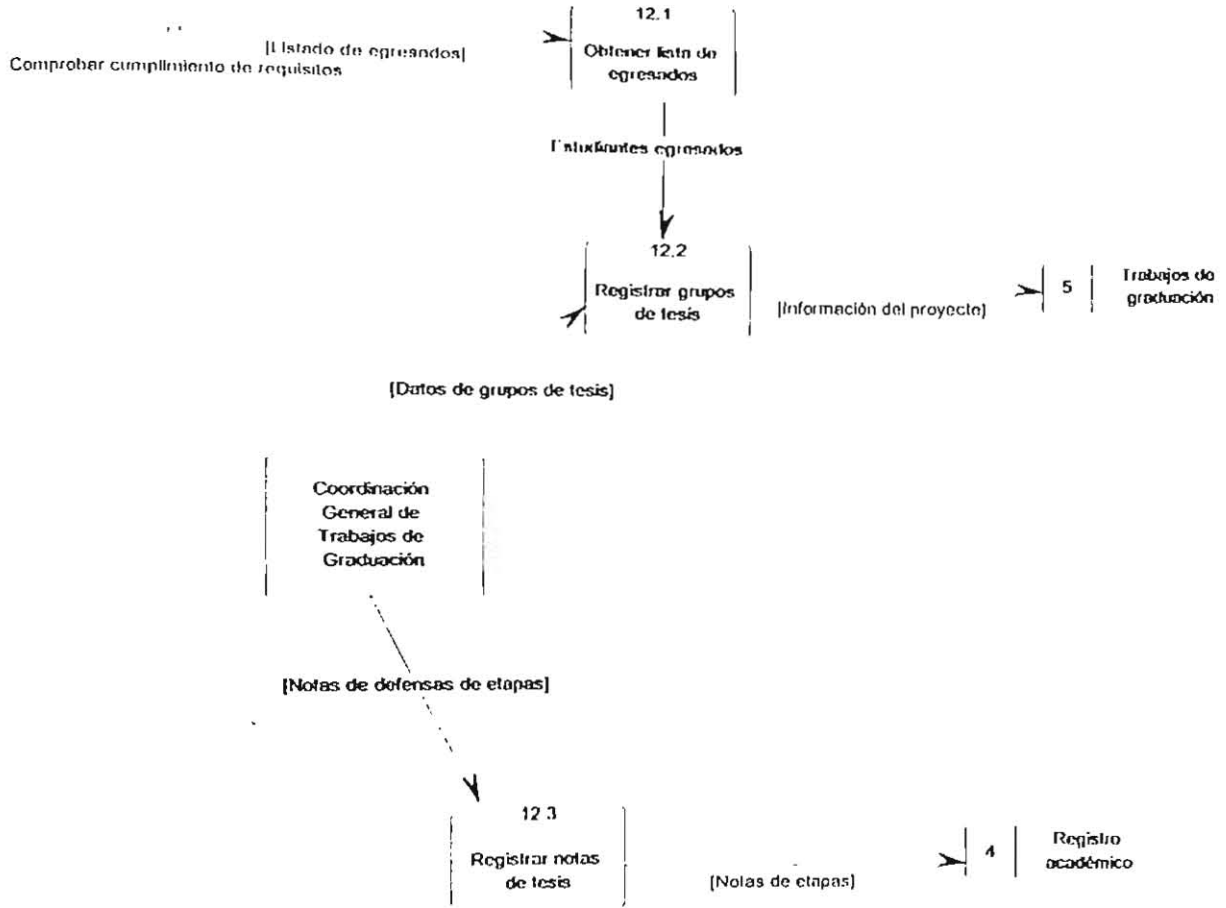 12.1
[Listado de egresados]
Comprobar cumplimiento de requisitos
Obtener lista de
egresados
Estudiantes egresados
12.2
Registrar grupos
de tesis
[Información del proyecto]
5
Trabajos de
graduación
[Datos de grupos de tesis]
Coordinación
General de
Trabajos de
Graduación
[Notas de defensas de etapas]
12.3
Registrar notas
de tesis
[Notas de etapas]
4
Registro
académico